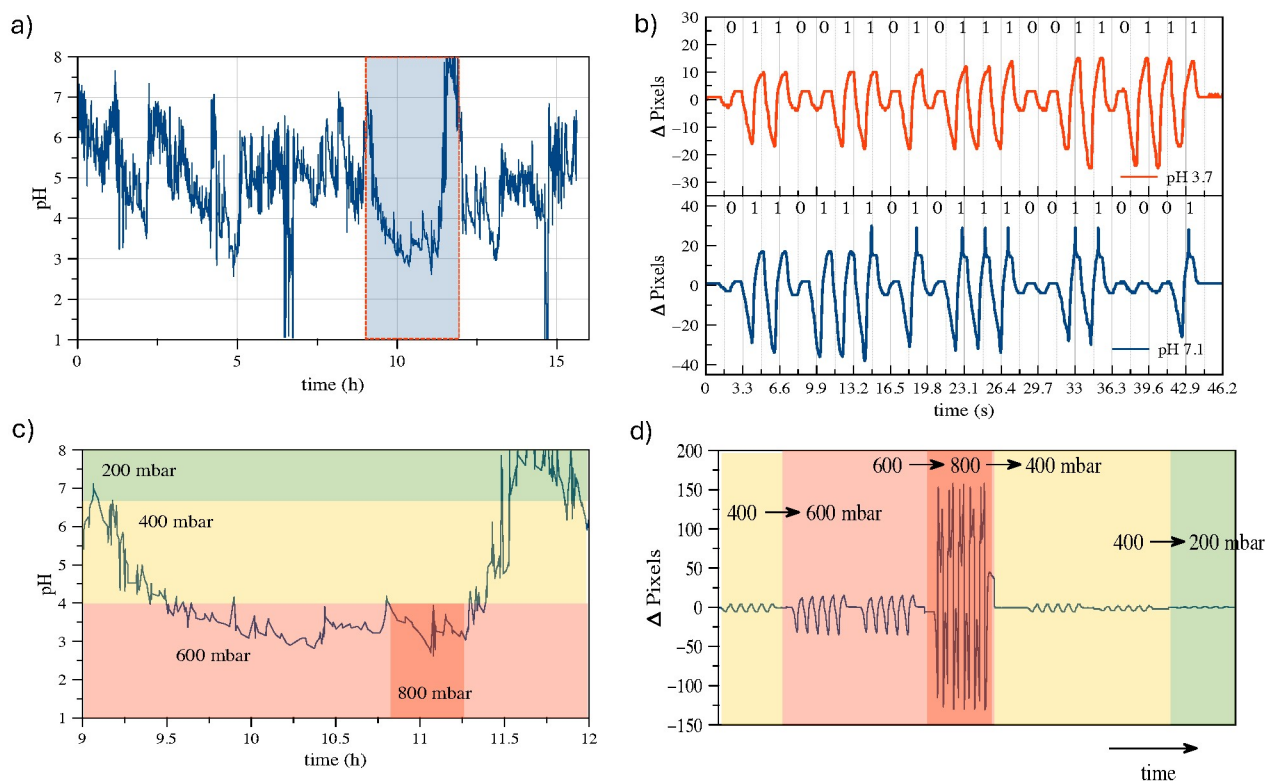 a)
8
7
6
5
4
3
2
1
pH
0
5
10
15
time (h)
b)
30
15
0
−15
−30
Δ Pixels
0 1 1 0 0 1 1 0 1 0 1 1 1 0 0 1 1 0 1 1 1
pH 3.7
40
20
0
−20
−40
Δ Pixels
0 1 1 0 1 1 1 0 1 0 1 1 1 0 0 1 1 0 0 0 1
pH 7.1
0 3.3 6.6 9.9 13.2 16.5 19.8 23.1 26.4 29.7 33 36.3 39.6 42.9 46.2
time (s)
c)
8
7
6
5
4
3
2
1
pH
200 mbar
400 mbar
600 mbar
800 mbar
9 9.5 10 10.5 11 11.5 12
time (h)
d)
200
150
100
50
0
−50
−100
−150
Δ Pixels
600 → 800 → 400 mbar
400 → 600 mbar
400 → 200 mbar
time